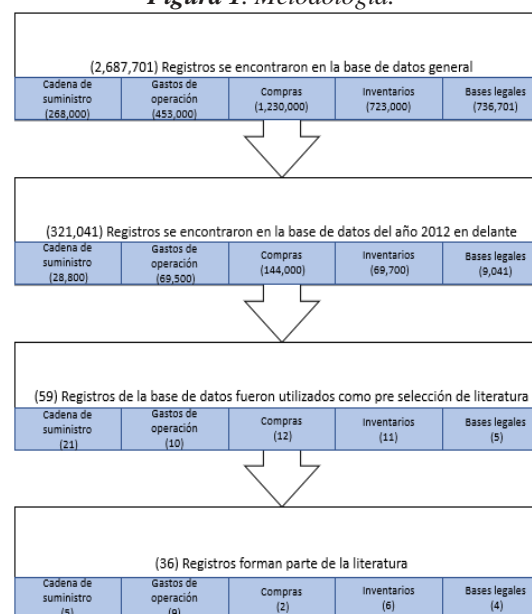 Figura 1. Metodología.
(2,687,701) Registros se encontraron en la base de datos general
Cadena de suministro (268,000)
Gastos de operación (453,000)
Compras (1,230,000)
Inventarios (723,000)
Bases legales (736,701)
(321,041) Registros se encontraron en la base de datos del año 2012 en delante
Cadena de suministro (28,800)
Gastos de operación (69,500)
Compras (144,000)
Inventarios (69,700)
Bases legales (9,041)
(59) Registros de la base de datos fueron utilizados como pre selección de literatura
Cadena de suministro (21)
Gastos de operación (10)
Compras (12)
Inventarios (11)
Bases legales (5)
(36) Registros forman parte de la literatura
Cadena de suministro (5)
Gastos de operación (9)
Compras (2)
Inventarios (6)
Bases legales (4)